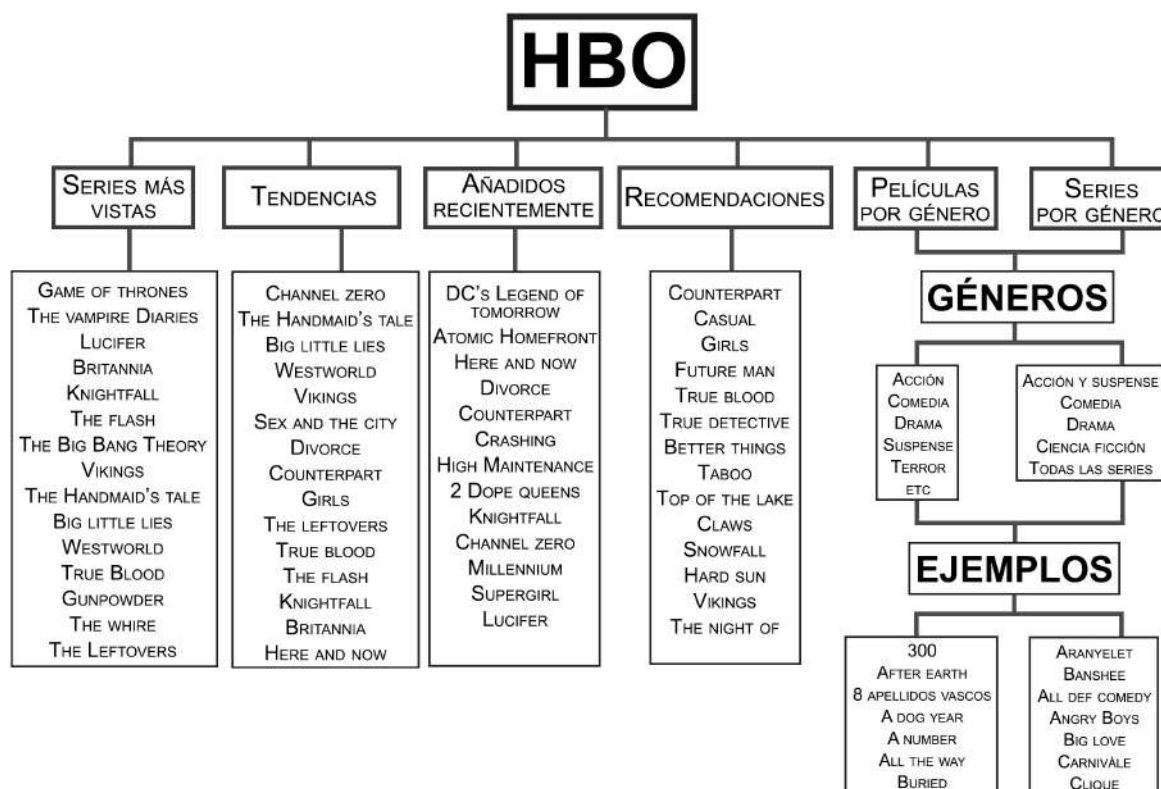 HBO
SERIES MÁS
VISTAS
TENDENCIAS
AÑADIDOS
RECIENTEMENTE
RECOMENDACIONES
PELÍCULAS
POR GÉNERO
SERIES
POR GÉNERO
GAME OF THRONES
THE VAMPIRE DIARIES
LUCIFER
BRITANNIA
KNIGHTFALL
THE FLASH
THE BIG BANG THEORY
VIKINGS
THE HANDMAID'S TALE
BIG LITTLE LIES
WESTWORLD
TRUE BLOOD
GUNPOWDER
THE WHIRE
THE LEFTOVERS
CHANNEL ZERO
THE HANDMAID'S TALE
BIG LITTLE LIES
WESTWORLD
VIKINGS
SEX AND THE CITY
DIVORCE
COUNTERPART
GIRLS
THE LEFTOVERS
TRUE BLOOD
THE FLASH
KNIGHTFALL
BRITANNIA
HERE AND NOW
DC'S LEGEND OF
TOMORROW
ATOMIC HOMEFRONT
HERE AND NOW
DIVORCE
COUNTERPART
CRASHING
HIGH MAINTENANCE
2 DOPE QUEENS
KNIGHTFALL
CHANNEL ZERO
MILLENNIUM
SUPERGIRL
LUCIFER
COUNTERPART
CASUAL
GIRLS
FUTURE MAN
TRUE BLOOD
TRUE DETECTIVE
BETTER THINGS
TABOO
TOP OF THE LAKE
CLAWS
SNOWFALL
HARD SUN
VIKINGS
THE NIGHT OF
GÉNEROS
ACCIÓN
COMEDIA
DRAMA
SUSPENSE
TERROR
ETC
ACCIÓN Y SUSPENSE
COMEDIA
DRAMA
CIENCIA FICCIÓN
TODAS LAS SERIES
EJEMPLOS
300
AFTER EARTH
8 APELLIDOS VASCOS
A DOG YEAR
A NUMBER
ALL THE WAY
BURIED
ARANYELET
BANSHEE
ALL DEF COMEDY
ANGRY BOYS
BIG LOVE
CARNIVÀLE
CLIQUE